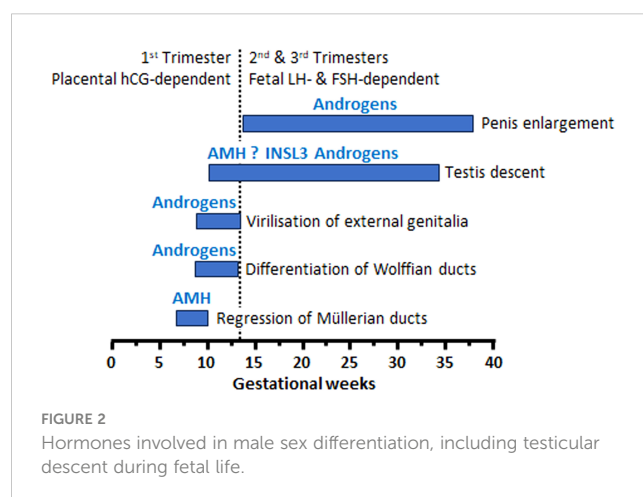 1st Trimester 2nd & 3rd Trimesters
Placental hCG-dependent Fetal LH- & FSH-dependent
Androgens
Penis enlargement
AMH ? INSL3 Androgens
Testis descent
Androgens
Virilisation of external genitalia
Androgens
Differentiation of Wolffian ducts
AMH
Regression of Müllerian ducts
0 5 10 15 20 25 30 35 40
Gestational weeks
FIGURE 2
Hormones involved in male sex differentiation, including testicular
descent during fetal life.